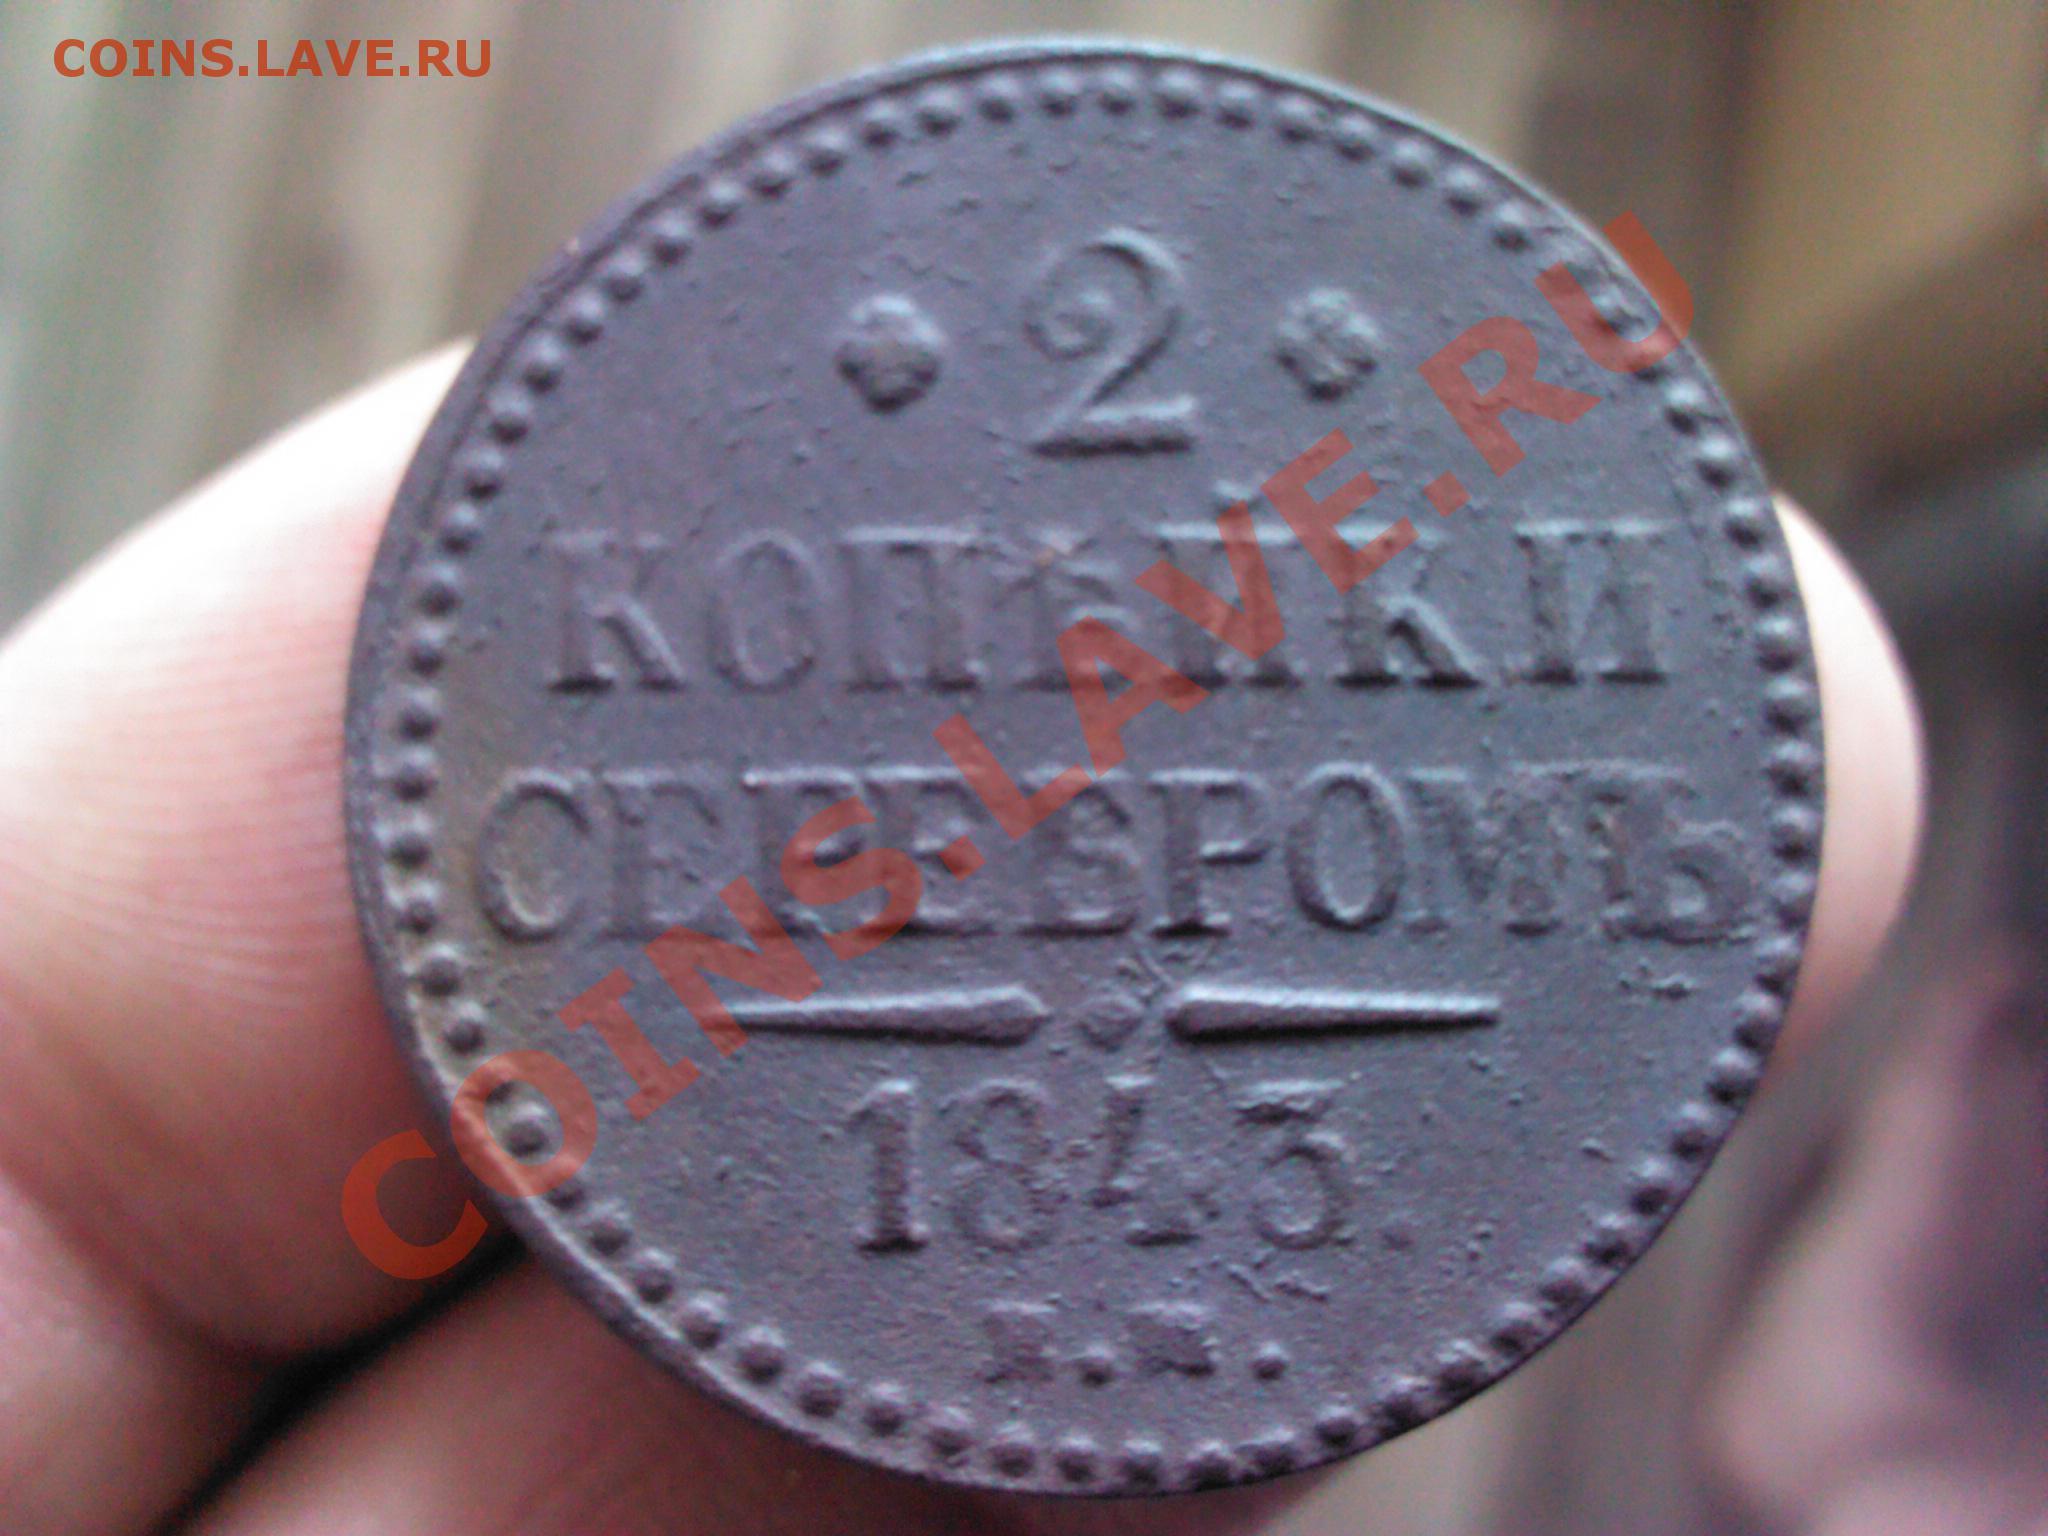 COINS.LAVE.RU
2
КОПѢЙКИ
СЕРЕБРОМЪ
1843.
COINS.LAVE.RU